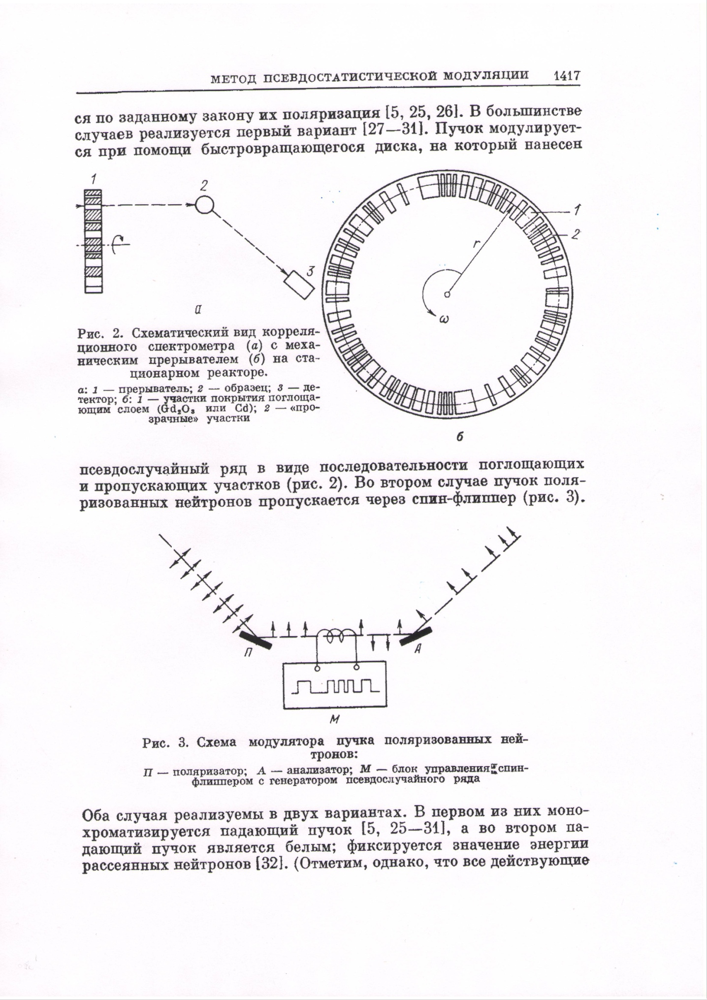 МЕТОД ПСЕВДОСТАТИСТИЧЕСКОЙ МОДУЛЯЦИИ 1417
ся по заданному закону их поляризация [5, 25, 26]. В большинстве
случаев реализуется первый вариант [27—31]. Пучок модулирует-
ся при помощи быстровращающегося диска, на который нанесен
1
2
3
а
1
2
r
ω
б
Рис. 2. Схематический вид корреля-
ционного спектрометра (а) с меха-
ническим прерывателем (б) на ста-
ционарном реакторе.
а: 1 — прерыватель; 2 — образец; 3 — де-
тектор; б: 1 — участки покрытия поглоща-
ющим слоем (Gd₂O₃ или Cd); 2 — «про-
зрачные» участки
псевдослучайный ряд в виде последовательности поглощающих
и пропускающих участков (рис. 2). Во втором случае пучок поля-
ризованных нейтронов пропускается через спин-флиппер (рис. 3).
П
А
М
Рис. 3. Схема модулятора пучка поляризованных ней-
тронов:
П — поляризатор; А — анализатор; М — блок управления спин-
флиппером с генератором псевдослучайного ряда
Оба случая реализуемы в двух вариантах. В первом из них моно-
хроматизируется падающий пучок [5, 25—31], а во втором па-
дающий пучок является белым; фиксируется значение энергии
рассеянных нейтронов [32]. (Отметим, однако, что все действующие